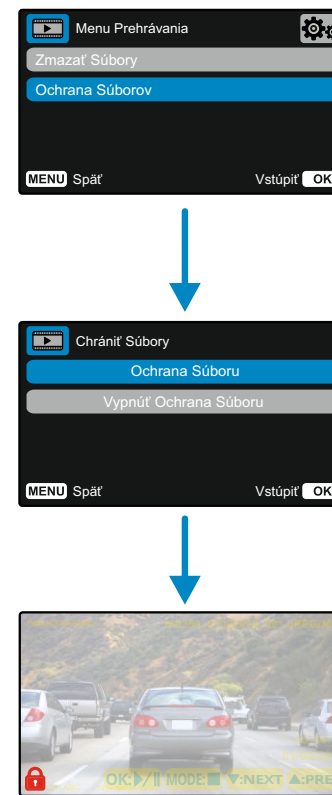 Menu Prehrávania
Zmazať Súbory
Ochrana Súborov
MENU Späť Vstúpiť OK
Chrániť Súbory
Ochrana Súboru
Vypnúť Ochrana Súboru
MENU Späť Vstúpiť OK
OK: MODE: ▼:NEXT ▲:PRE